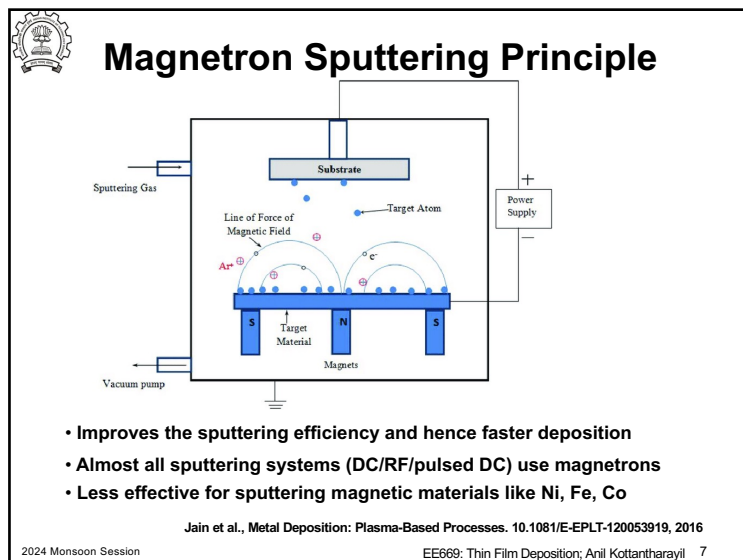 Magnetron Sputtering Principle
Substrate
Sputtering Gas
+
Power
Supply
−
Target Atom
Line of Force of
Magnetic Field
Ar⁺
e⁻
S
N
S
Target
Material
Magnets
Vacuum pump
• Improves the sputtering efficiency and hence faster deposition
• Almost all sputtering systems (DC/RF/pulsed DC) use magnetrons
• Less effective for sputtering magnetic materials like Ni, Fe, Co
Jain et al., Metal Deposition: Plasma-Based Processes. 10.1081/E-EPLT-120053919, 2016
2024 Monsoon Session
EE669: Thin Film Deposition; Anil Kottantharayil 7